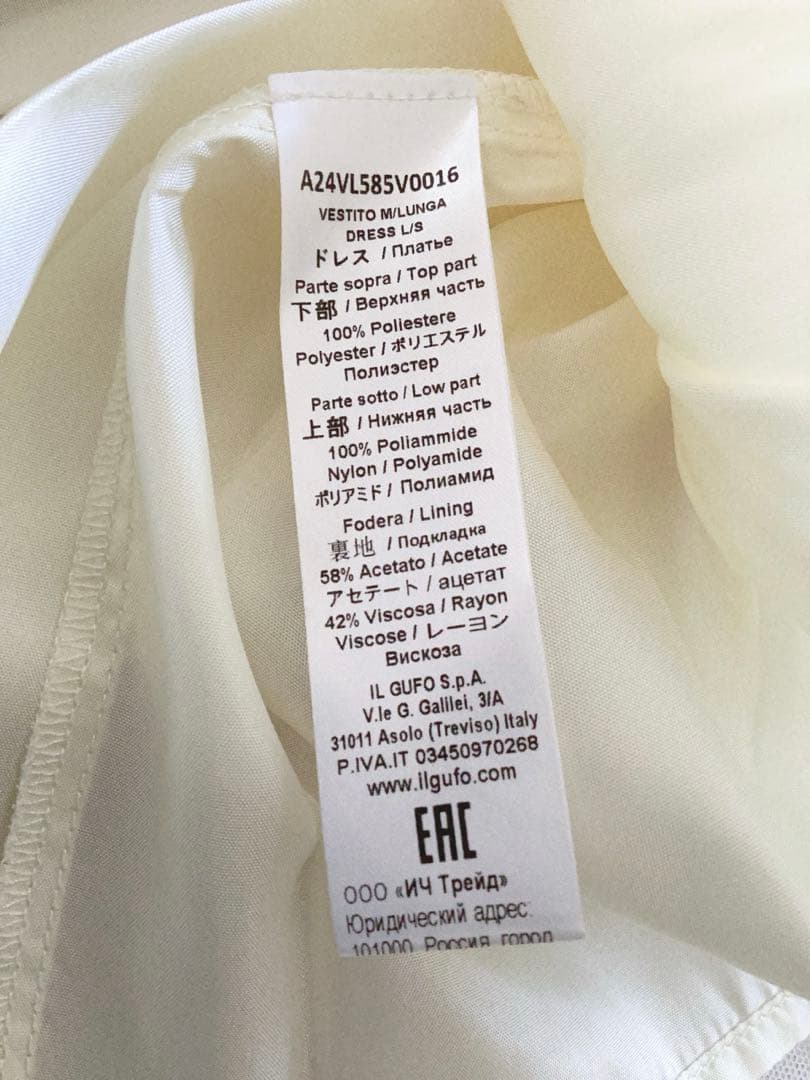 A24VL585V0016
VESTITO M/LUNGA
DRESS L/S
ドレス / Платье
Parte sopra / Top part
下部 / Верхняя часть
100% Poliestere
Polyester / ポリエステル
Полиэстер
Parte sotto / Low part
上部 / Нижняя часть
100% Poliammide
Nylon / Polyamide
ポリアミド / Полиамид
Fodera / Lining
裏地 / Подкладка
58% Acetato / Acetate
アセテート / ацетат
42% Viscosa / Rayon
Viscose / レーヨン
Вискоза
IL GUFO S.p.A.
V.le G. Galilei, 3/A
31011 Asolo (Treviso) Italy
P.IVA.IT 03450970268
www.ilgufo.com
EAC
ООО «ИЧ Трейд»
Юридический адрес:
101000, Россия, город